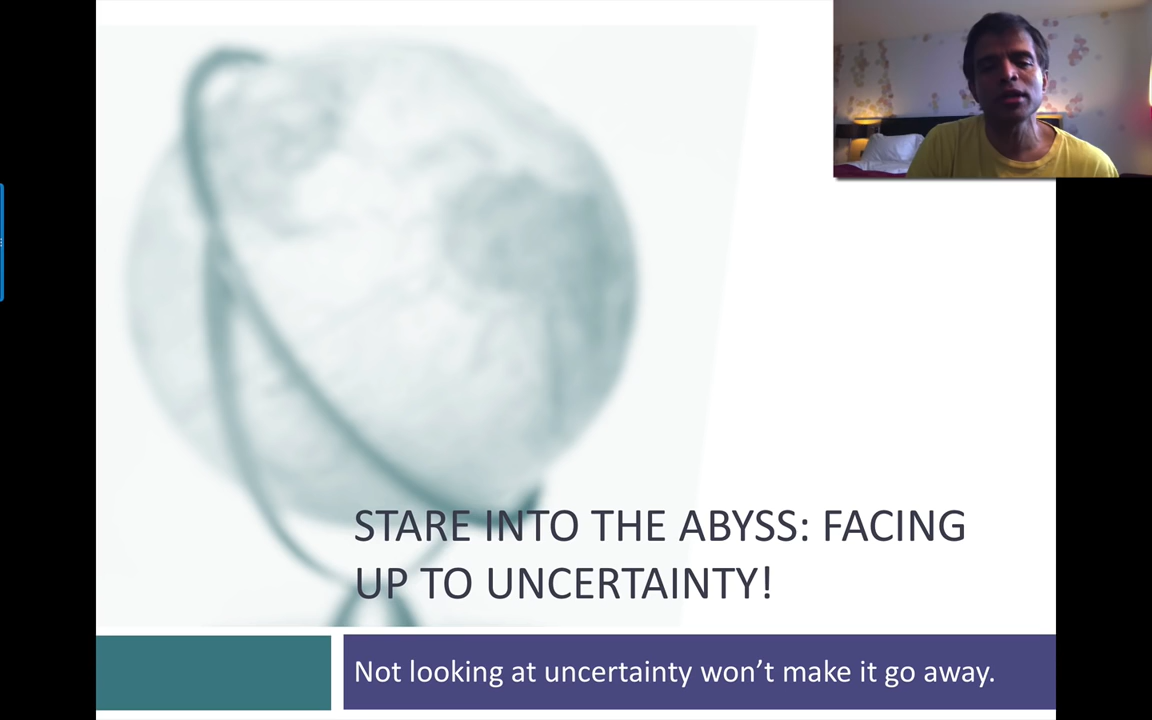 STARE INTO THE ABYSS: FACING
UP TO UNCERTAINTY!
Not looking at uncertainty won’t make it go away.